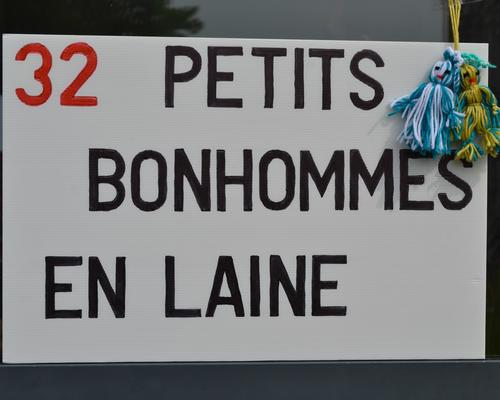 32 PETITS
BONHOMMES
EN LAINE